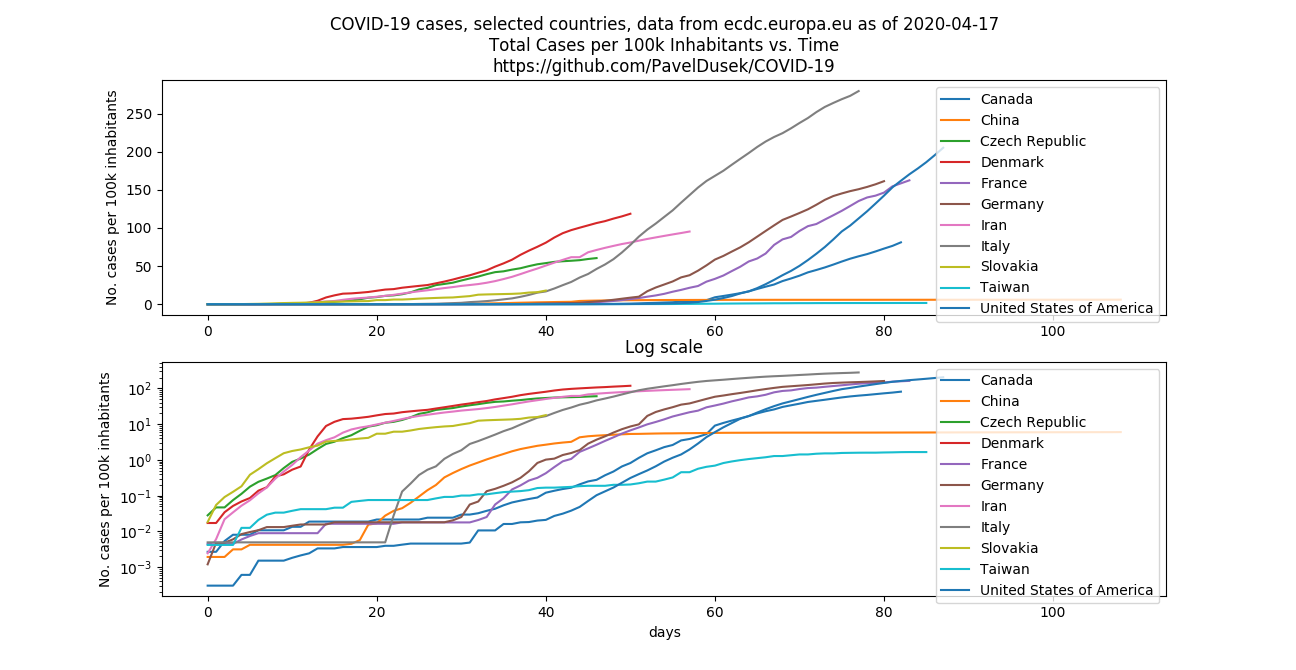 COVID-19 cases, selected countries, data from ecdc.europa.eu as of 2020-04-17
Total Cases per 100k Inhabitants vs. Time
https://github.com/PavelDusek/COVID-19
No. cases per 100k inhabitants
250
200
150
100
50
0
0 20 40 60 80 100
Canada
China
Czech Republic
Denmark
France
Germany
Iran
Italy
Slovakia
Taiwan
United States of America
Log scale
No. cases per 100k inhabitants
10²
10¹
10⁰
10⁻¹
10⁻²
10⁻³
0 20 40 60 80 100
days
Canada
China
Czech Republic
Denmark
France
Germany
Iran
Italy
Slovakia
Taiwan
United States of America